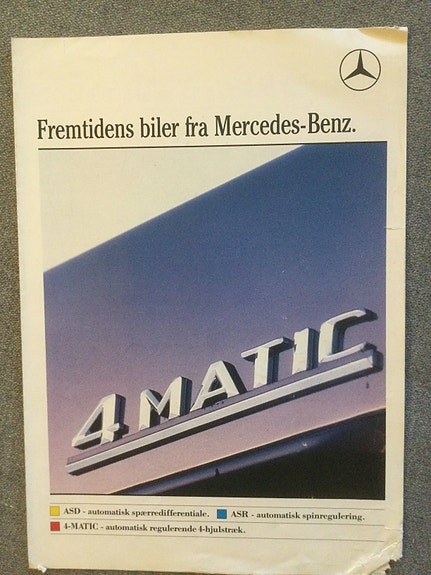 Fremtidens biler fra Mercedes-Benz.
4MATIC
ASD - automatisk spærredifferentiale. ASR - automatisk spinregulering.
4-MATIC - automatisk regulerende 4-hjulstræk.